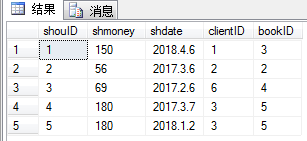 结果 消息
shouID shmoney shdate clientID bookID
1 1 150 2018.4.6 1 3
2 2 56 2017.3.6 2 2
3 3 69 2017.2.6 6 4
4 4 180 2017.3.7 3 5
5 5 180 2018.1.2 3 5